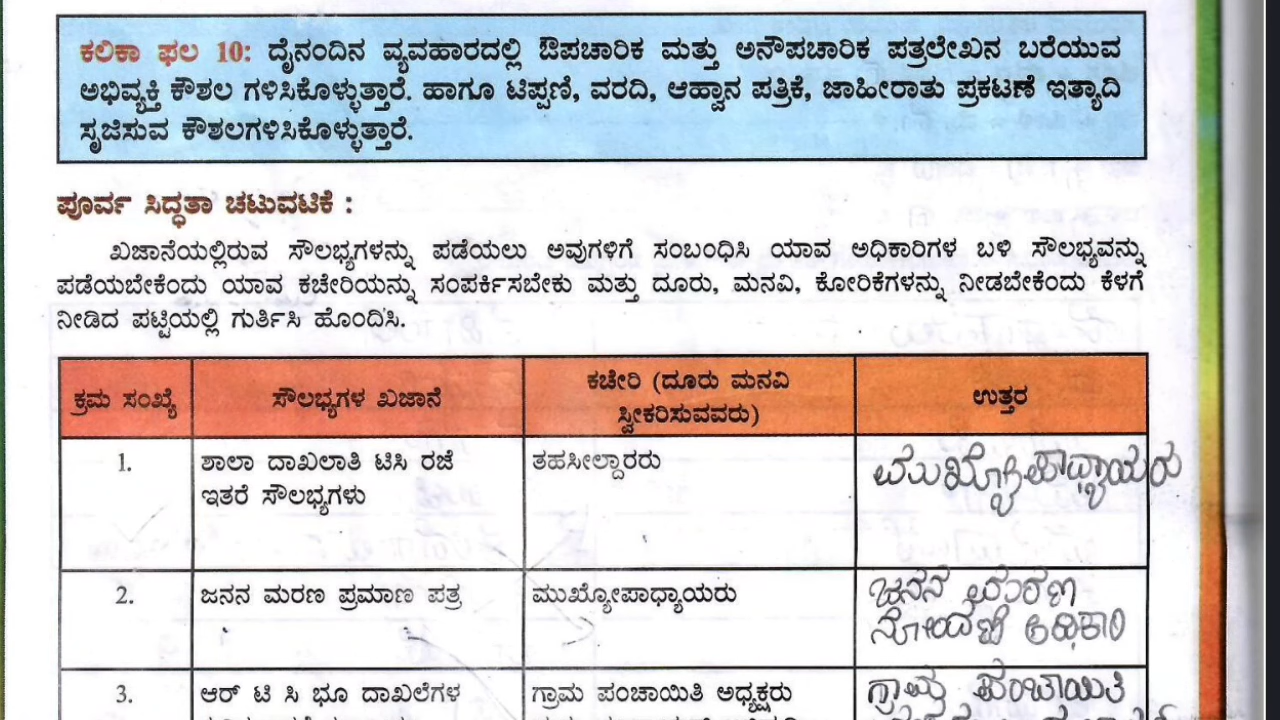 ಕಲಿಕಾ ಫಲ 10: ದೈನಂದಿನ ವ್ಯವಹಾರದಲ್ಲಿ ಔಪಚಾರಿಕ ಮತ್ತು ಅನೌಪಚಾರಿಕ ಪತ್ರಲೇಖನ ಬರೆಯುವ
ಅಭಿವ್ಯಕ್ತಿ ಕೌಶಲ ಗಳಿಸಿಕೊಳ್ಳುತ್ತಾರೆ. ಹಾಗೂ ಟಿಪ್ಪಣಿ, ವರದಿ, ಆಹ್ವಾನ ಪತ್ರಿಕೆ, ಜಾಹೀರಾತು ಪ್ರಕಟಣೆ ಇತ್ಯಾದಿ
ಸೃಜಿಸುವ ಕೌಶಲಗಳಿಸಿಕೊಳ್ಳುತ್ತಾರೆ.
ಪೂರ್ವ ಸಿದ್ಧತಾ ಚಟುವಟಿಕೆ :
ಖಜಾನೆಯಲ್ಲಿರುವ ಸೌಲಭ್ಯಗಳನ್ನು ಪಡೆಯಲು ಅವುಗಳಿಗೆ ಸಂಬಂಧಿಸಿ ಯಾವ ಅಧಿಕಾರಿಗಳ ಬಳಿ ಸೌಲಭ್ಯವನ್ನು
ಪಡೆಯಬೇಕೆಂದು ಯಾವ ಕಚೇರಿಯನ್ನು ಸಂಪರ್ಕಿಸಬೇಕು ಮತ್ತು ದೂರು, ಮನವಿ, ಕೋರಿಕೆಗಳನ್ನು ನೀಡಬೇಕೆಂದು ಕೆಳಗೆ
ನೀಡಿದ ಪಟ್ಟಿಯಲ್ಲಿ ಗುರ್ತಿಸಿ ಹೊಂದಿಸಿ.
ಕ್ರಮ ಸಂಖ್ಯೆ ಸೌಲಭ್ಯಗಳ ಖಜಾನೆ ಕಚೇರಿ (ದೂರು ಮನವಿ ಉತ್ತರ
ಸ್ವೀಕರಿಸುವವರು)
1. ಶಾಲಾ ದಾಖಲಾತಿ ಟಿಸಿ ರಜೆ ತಹಸೀಲ್ದಾರರು ಮುಖ್ಯೋಪಾಧ್ಯಾಯರು
ಇತರೆ ಸೌಲಭ್ಯಗಳು
2. ಜನನ ಮರಣ ಪ್ರಮಾಣ ಪತ್ರ ಮುಖ್ಯೋಪಾಧ್ಯಾಯರು ಜನನ ಮರಣ
ನೋಂದಣಿ ಅಧಿಕಾರಿ
3. ಆರ್ ಟಿ ಸಿ ಭೂ ದಾಖಲೆಗಳ ಗ್ರಾಮ ಪಂಚಾಯಿತಿ ಅಧ್ಯಕ್ಷರು ಗ್ರಾಮ ಪಂಚಾಯಿತಿ